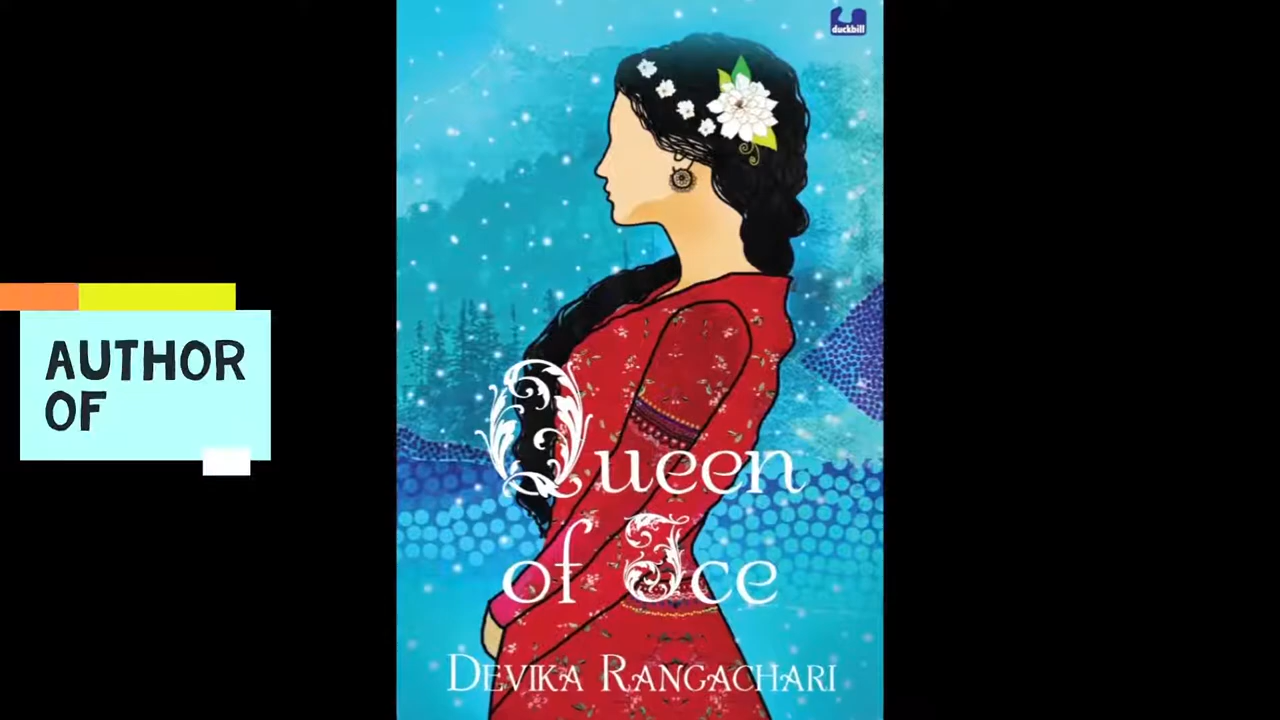 duckbill
AUTHOR
OF
Queen
of Ice
DEVIKA RANGACHARI